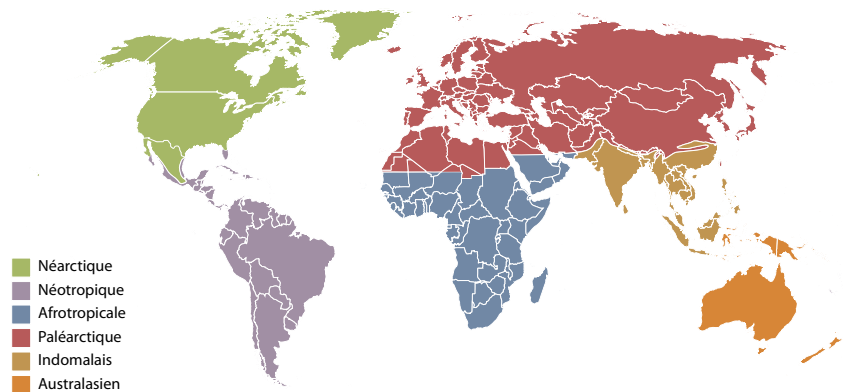 Néarctique
Néotropique
Afrotropicale
Paléarctique
Indomalais
Australasien